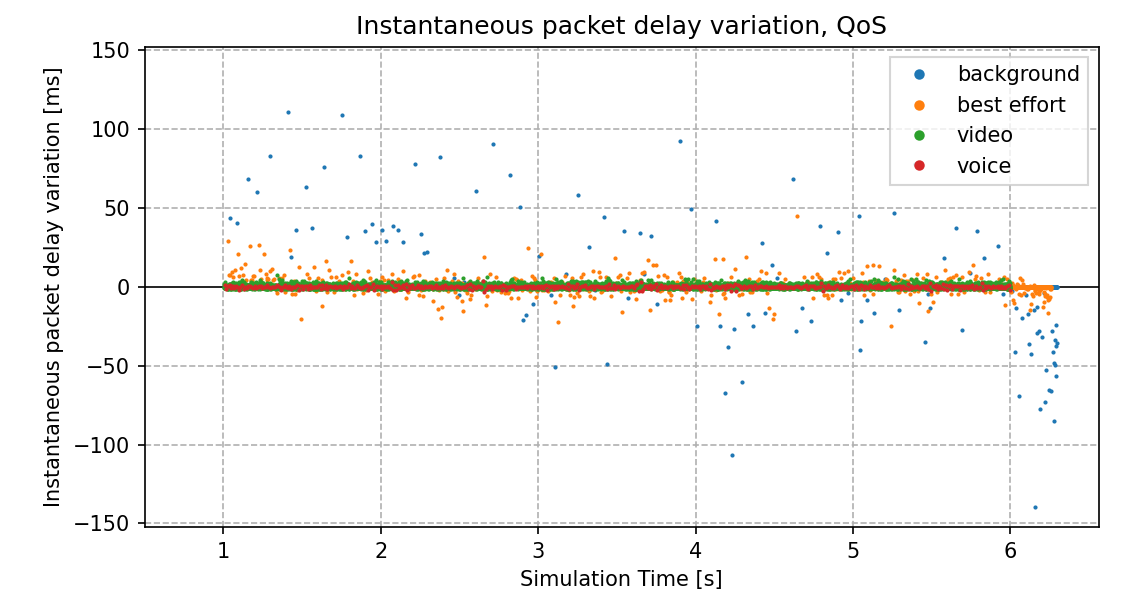 Instantaneous packet delay variation, QoS
Instantaneous packet delay variation [ms]
150
100
50
0
−50
−100
−150
background
best effort
video
voice
1 2 3 4 5 6
Simulation Time [s]